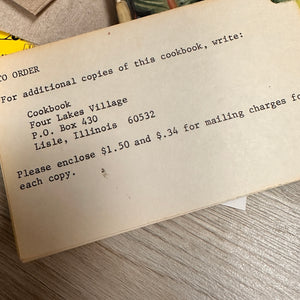 TO ORDER
For additional copies of this cookbook, write:
Cookbook
Four Lakes Village
P.O. Box 430
Lisle, Illinois 60532
Please enclose $1.50 and $.34 for mailing charges fo
each copy.